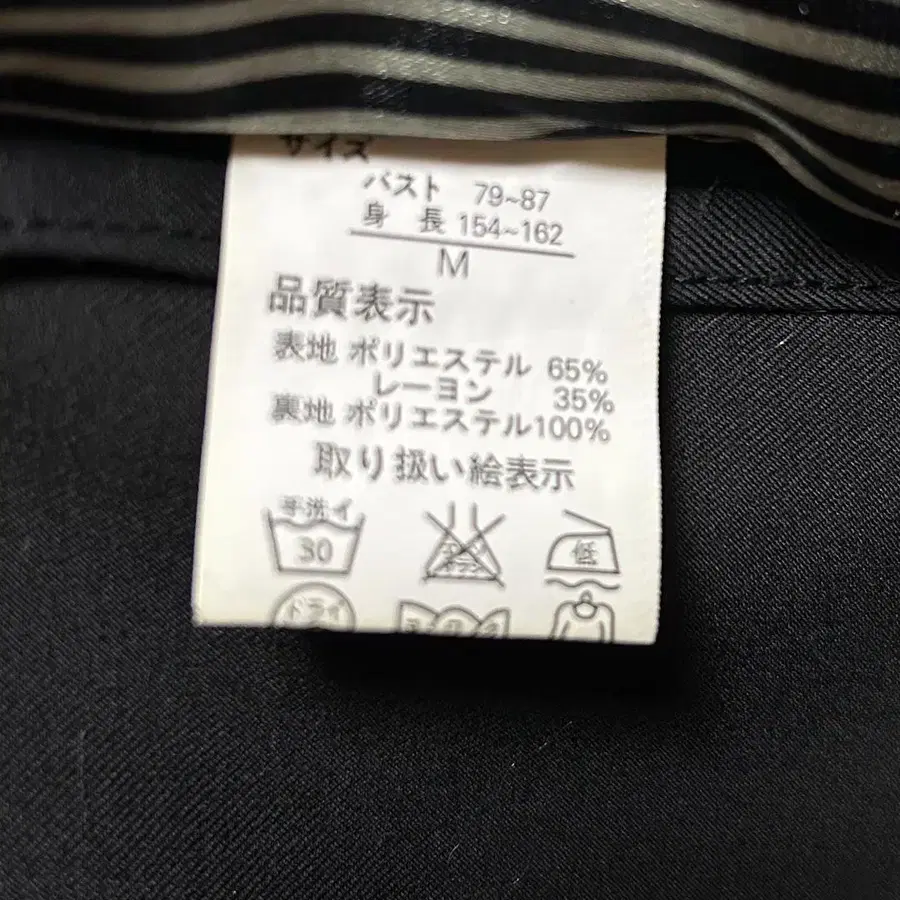 サイズ
バスト 79~87
身長 154~162
M
品質表示
表地 ポリエステル 65%
レーヨン 35%
裏地 ポリエステル100%
取り扱い絵表示
手洗イ
30
低
ドライ